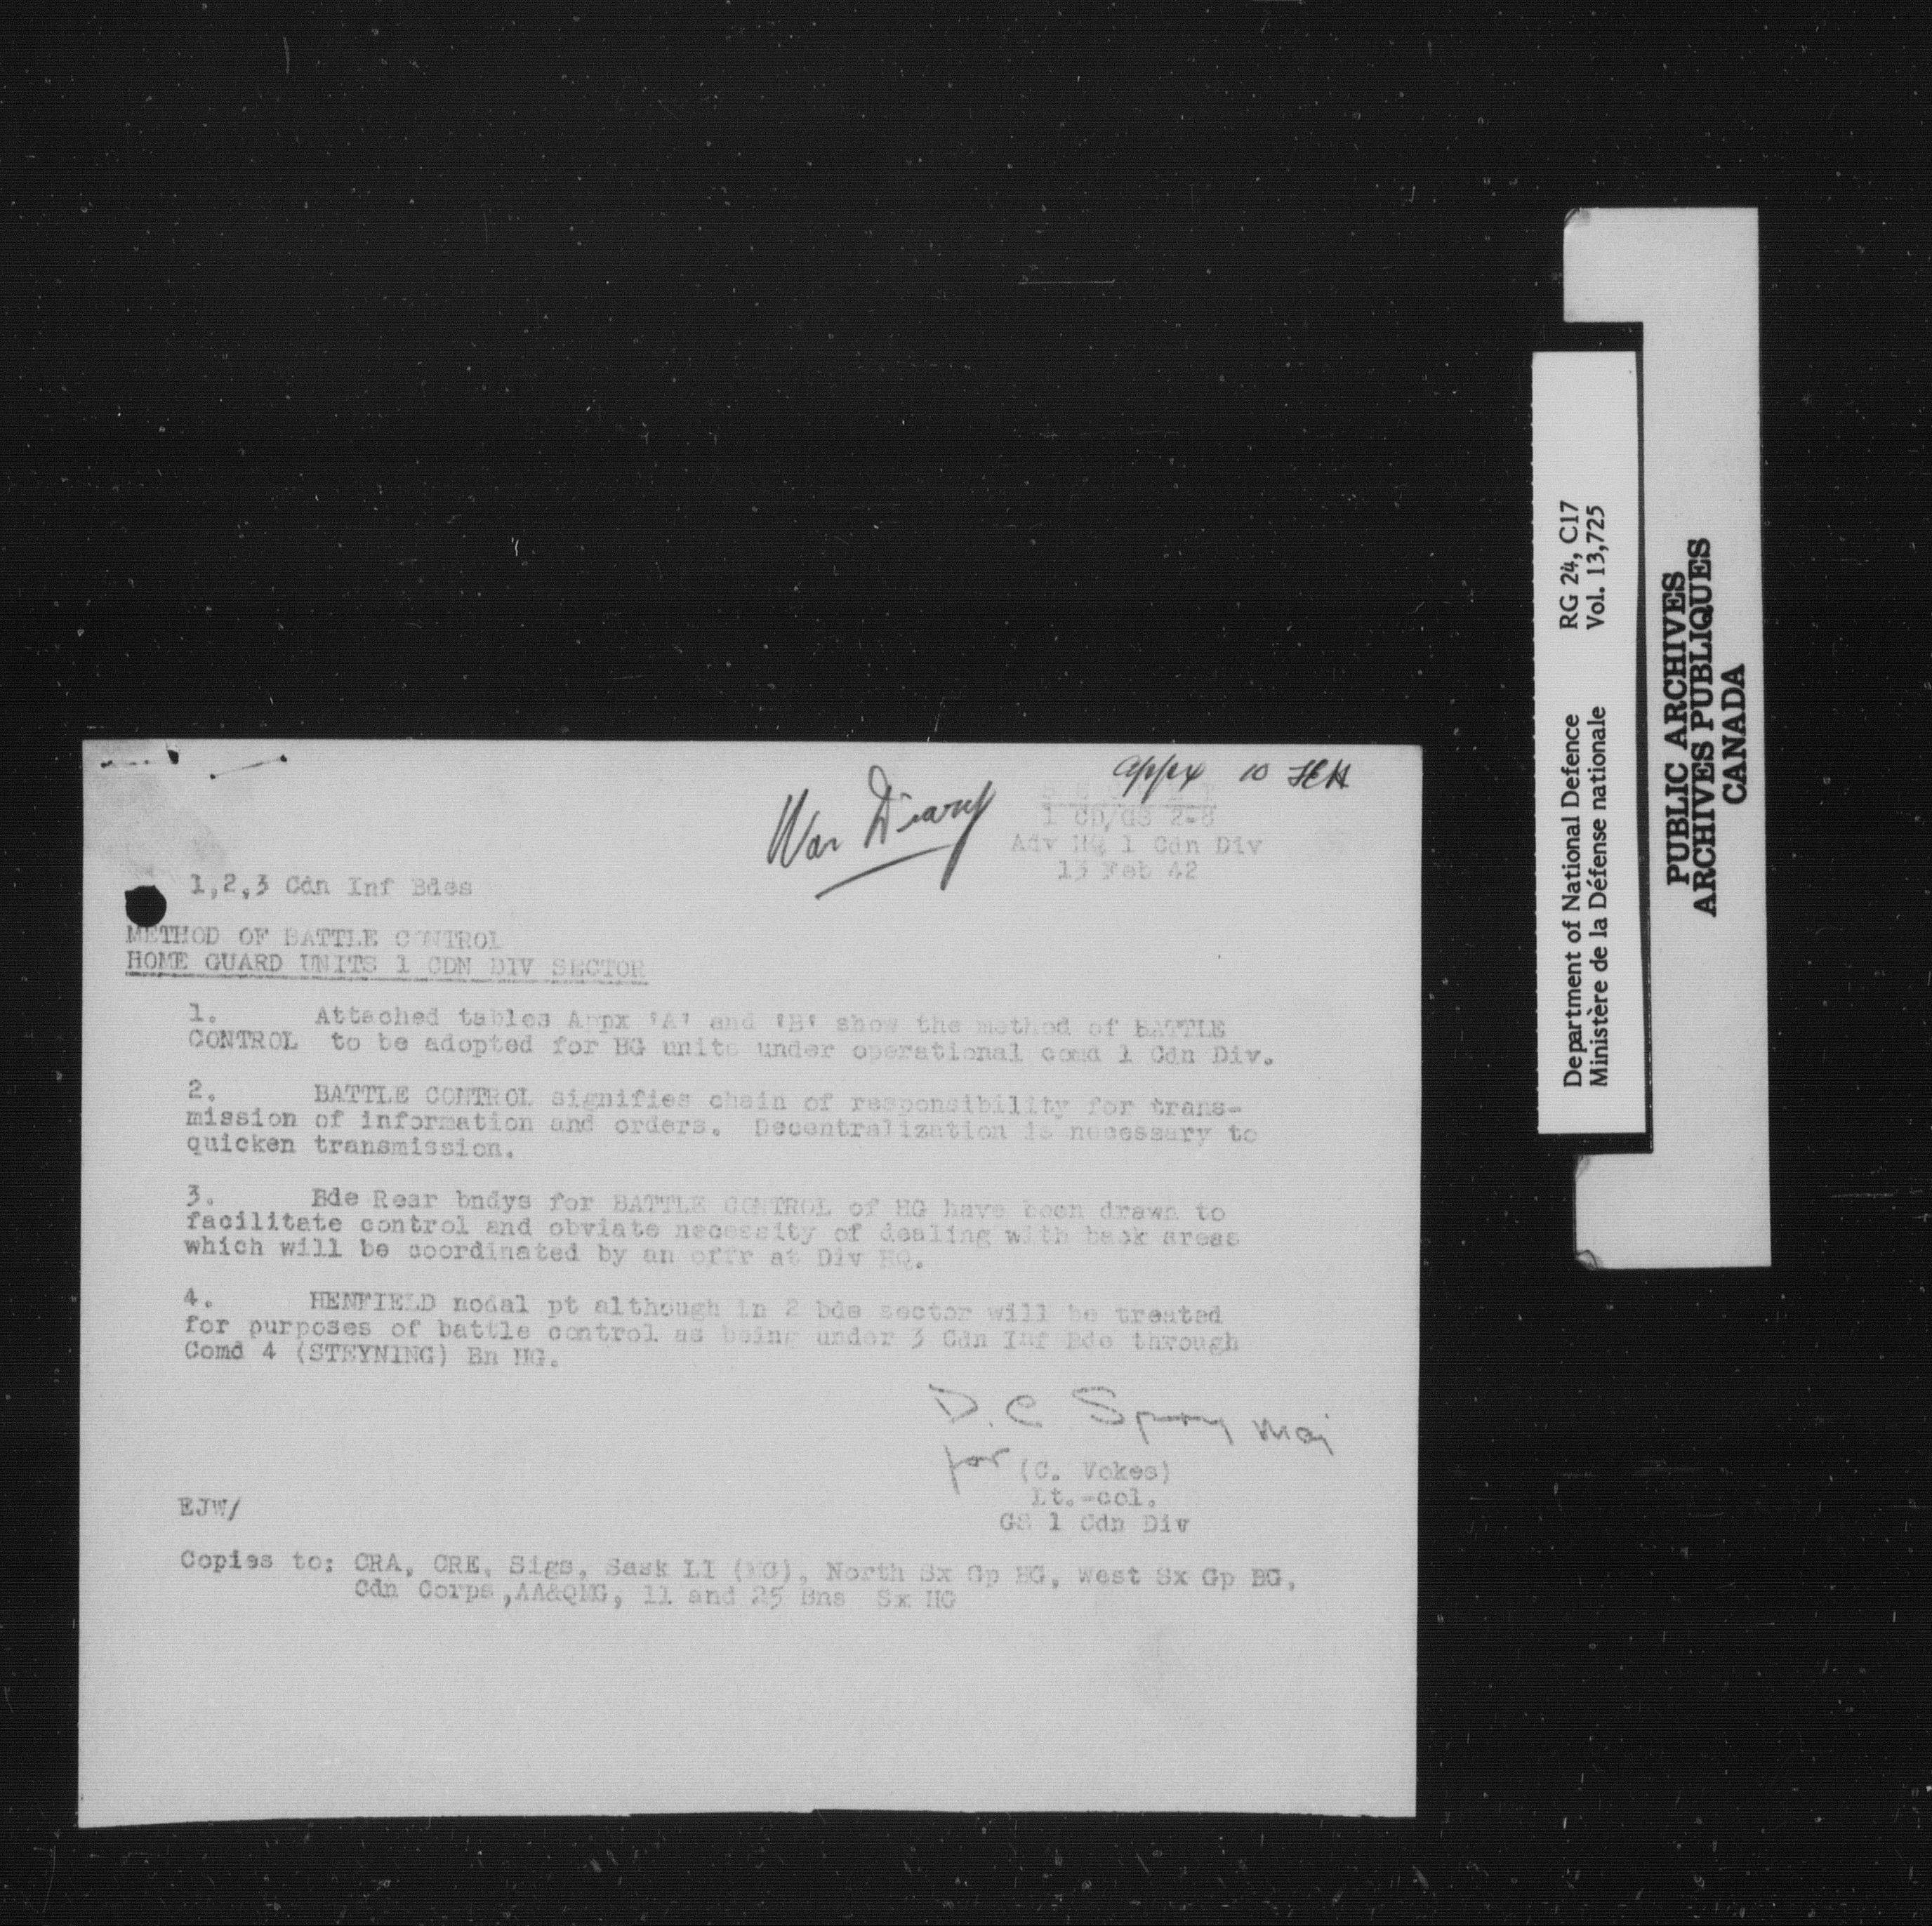 War Diary
Appx 10
SECRET
1 CD/GS 2-8
Adv HQ 1 Cdn Div
13 Feb 42
1,2,3 Cdn Inf Bdes
METHOD OF BATTLE CONTROL
HOME GUARD UNITS 1 CDN DIV SECTOR
1. Attached tables Appx 'A' and 'B' show the method of BATTLE
CONTROL to be adopted for HG units under operational comd 1 Cdn Div.
2. BATTLE CONTROL signifies chain of responsibility for trans-
mission of information and orders. Decentralization is necessary to
quicken transmission.
3. Bde Rear bndys for BATTLE CONTROL of HG have been drawn to
facilitate control and obviate necessity of dealing with back areas
which will be coordinated by an offr at Div HQ.
4. HENFIELD nodal pt although in 2 bde sector will be treated
for purposes of battle control as being under 3 Cdn Inf Bde through
Comd 4 (STEYNING) Bn HG.
D. C Spry Maj
for (C. Vokes)
Lt.-col.
GS 1 Cdn Div
EJW/
Copies to: CRA, CRE, Sigs, Sask LI (MG), North Sx Gp HG, West Sx Gp HG,
Cdn Corps,AA&QMG, 11 and 25 Bns Sx HG
Department of National Defence RG 24, C17
Ministère de la Défense nationale Vol. 13,725
PUBLIC ARCHIVES
ARCHIVES PUBLIQUES
CANADA